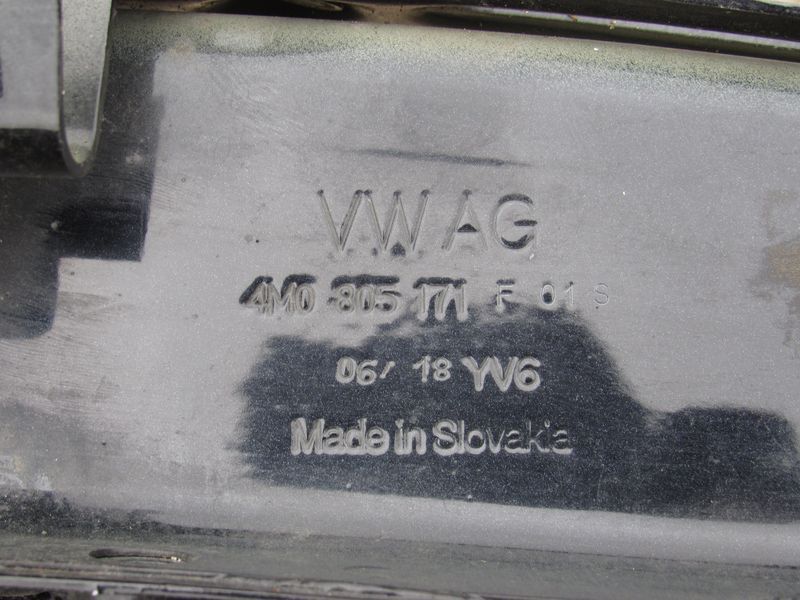 VW AG
4M0 805 171 F 01 S
06/ 18 YV6
Made in Slovakia